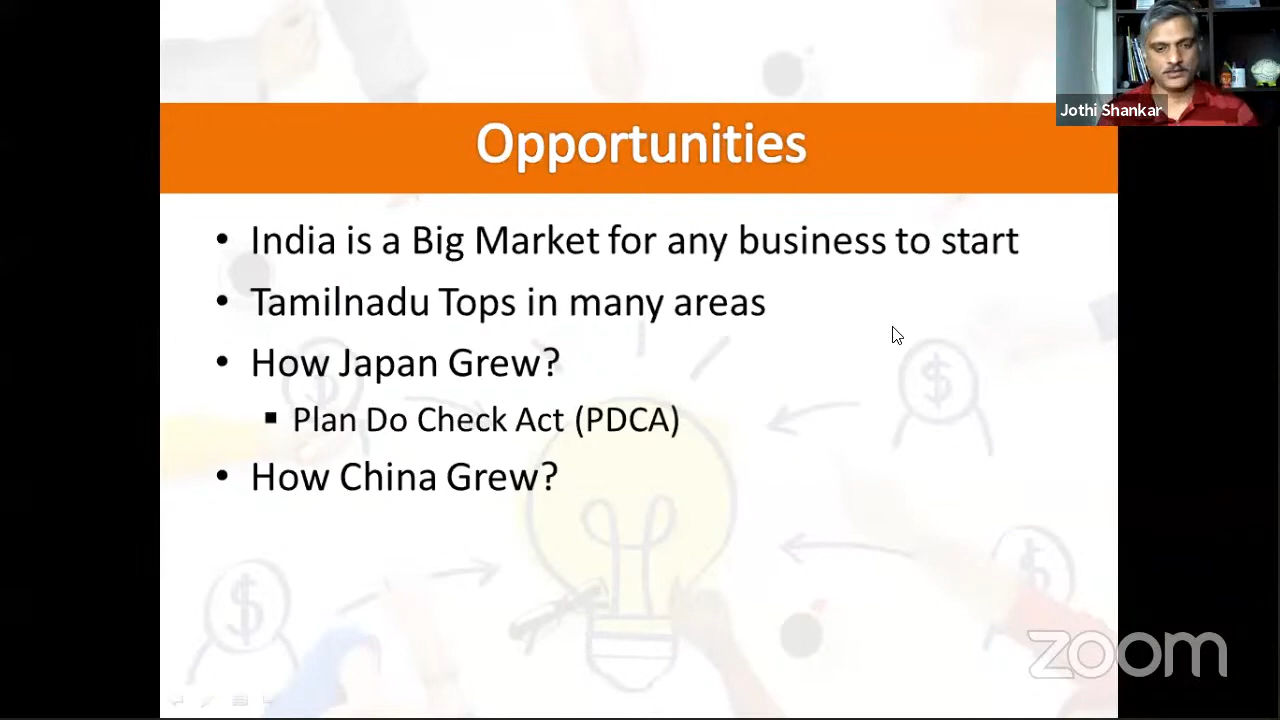 Jothi Shankar
Opportunities
• India is a Big Market for any business to start
• Tamilnadu Tops in many areas
• How Japan Grew?
▪ Plan Do Check Act (PDCA)
• How China Grew?
zoom